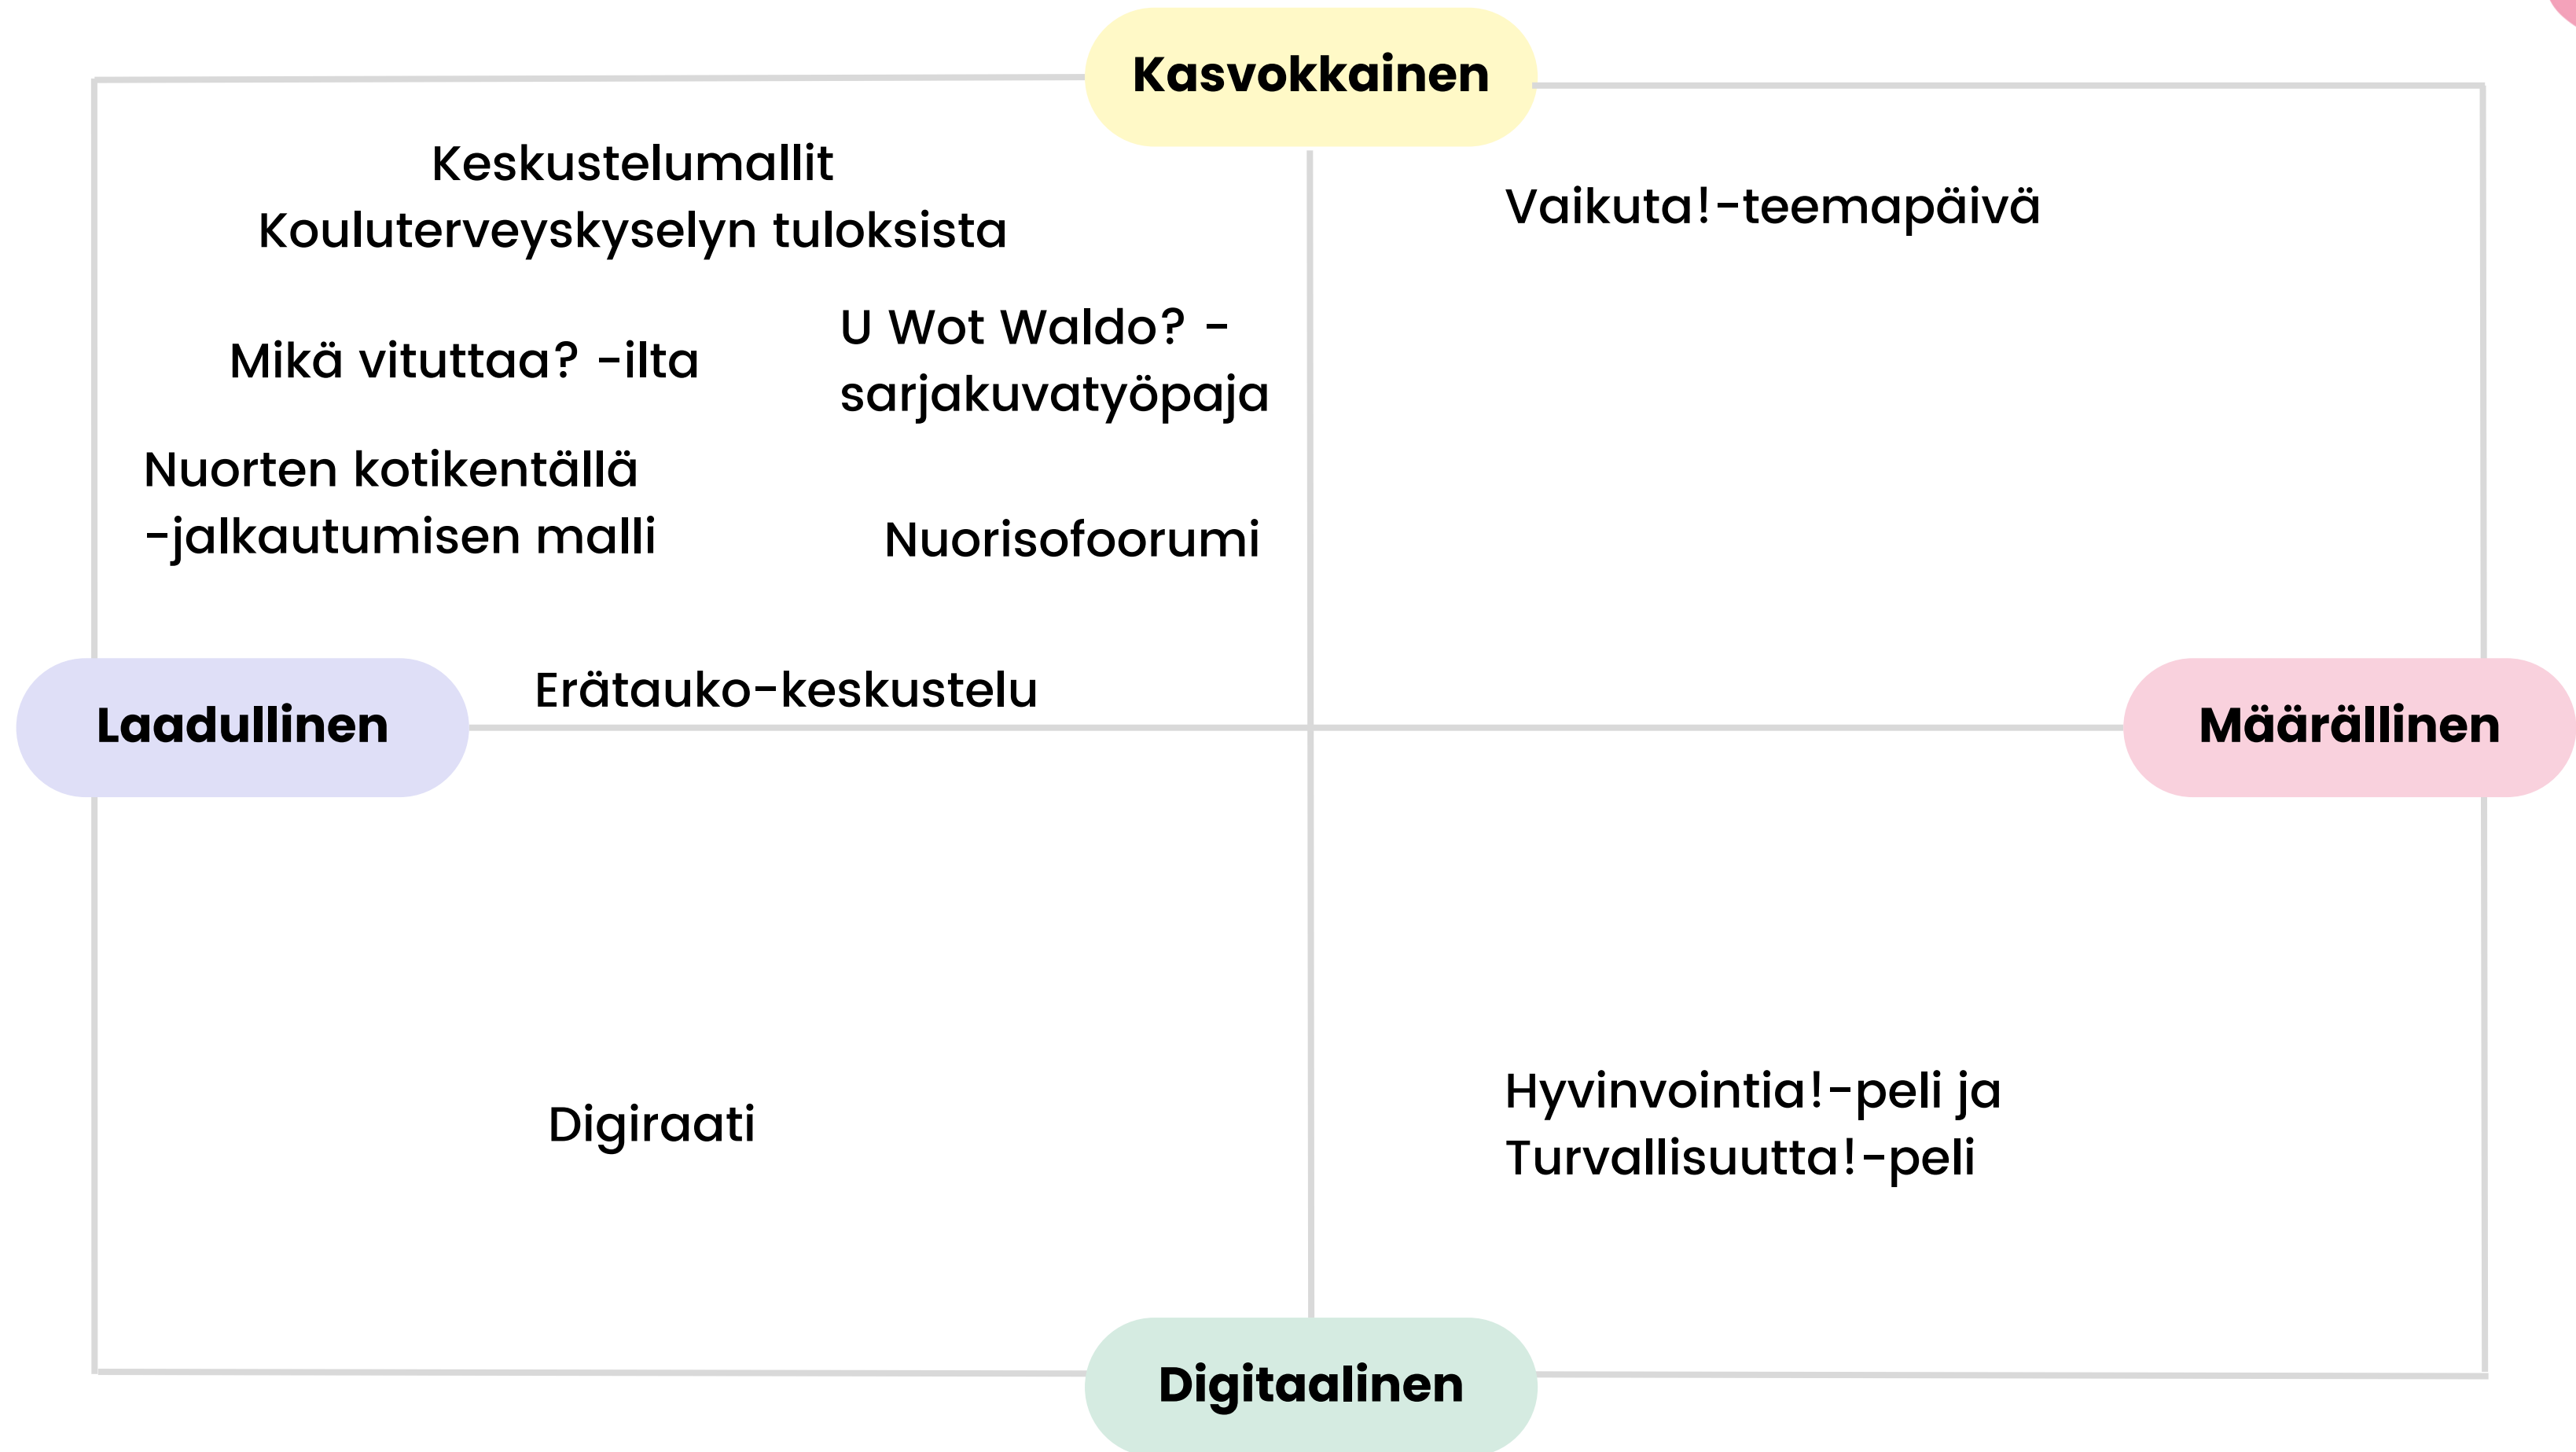 Kasvokkainen
Keskustelumallit
Kouluterveyskyselyn tuloksista
Vaikuta!-teemapäivä
Mikä vituttaa? -ilta
U Wot Waldo? -
sarjakuvatyöpaja
Nuorten kotikentällä
-jalkautumisen malli
Nuorisofoorumi
Erätauko-keskustelu
Laadullinen
Määrällinen
Digiraati
Hyvinvointia!-peli ja
Turvallisuutta!-peli
Digitaalinen